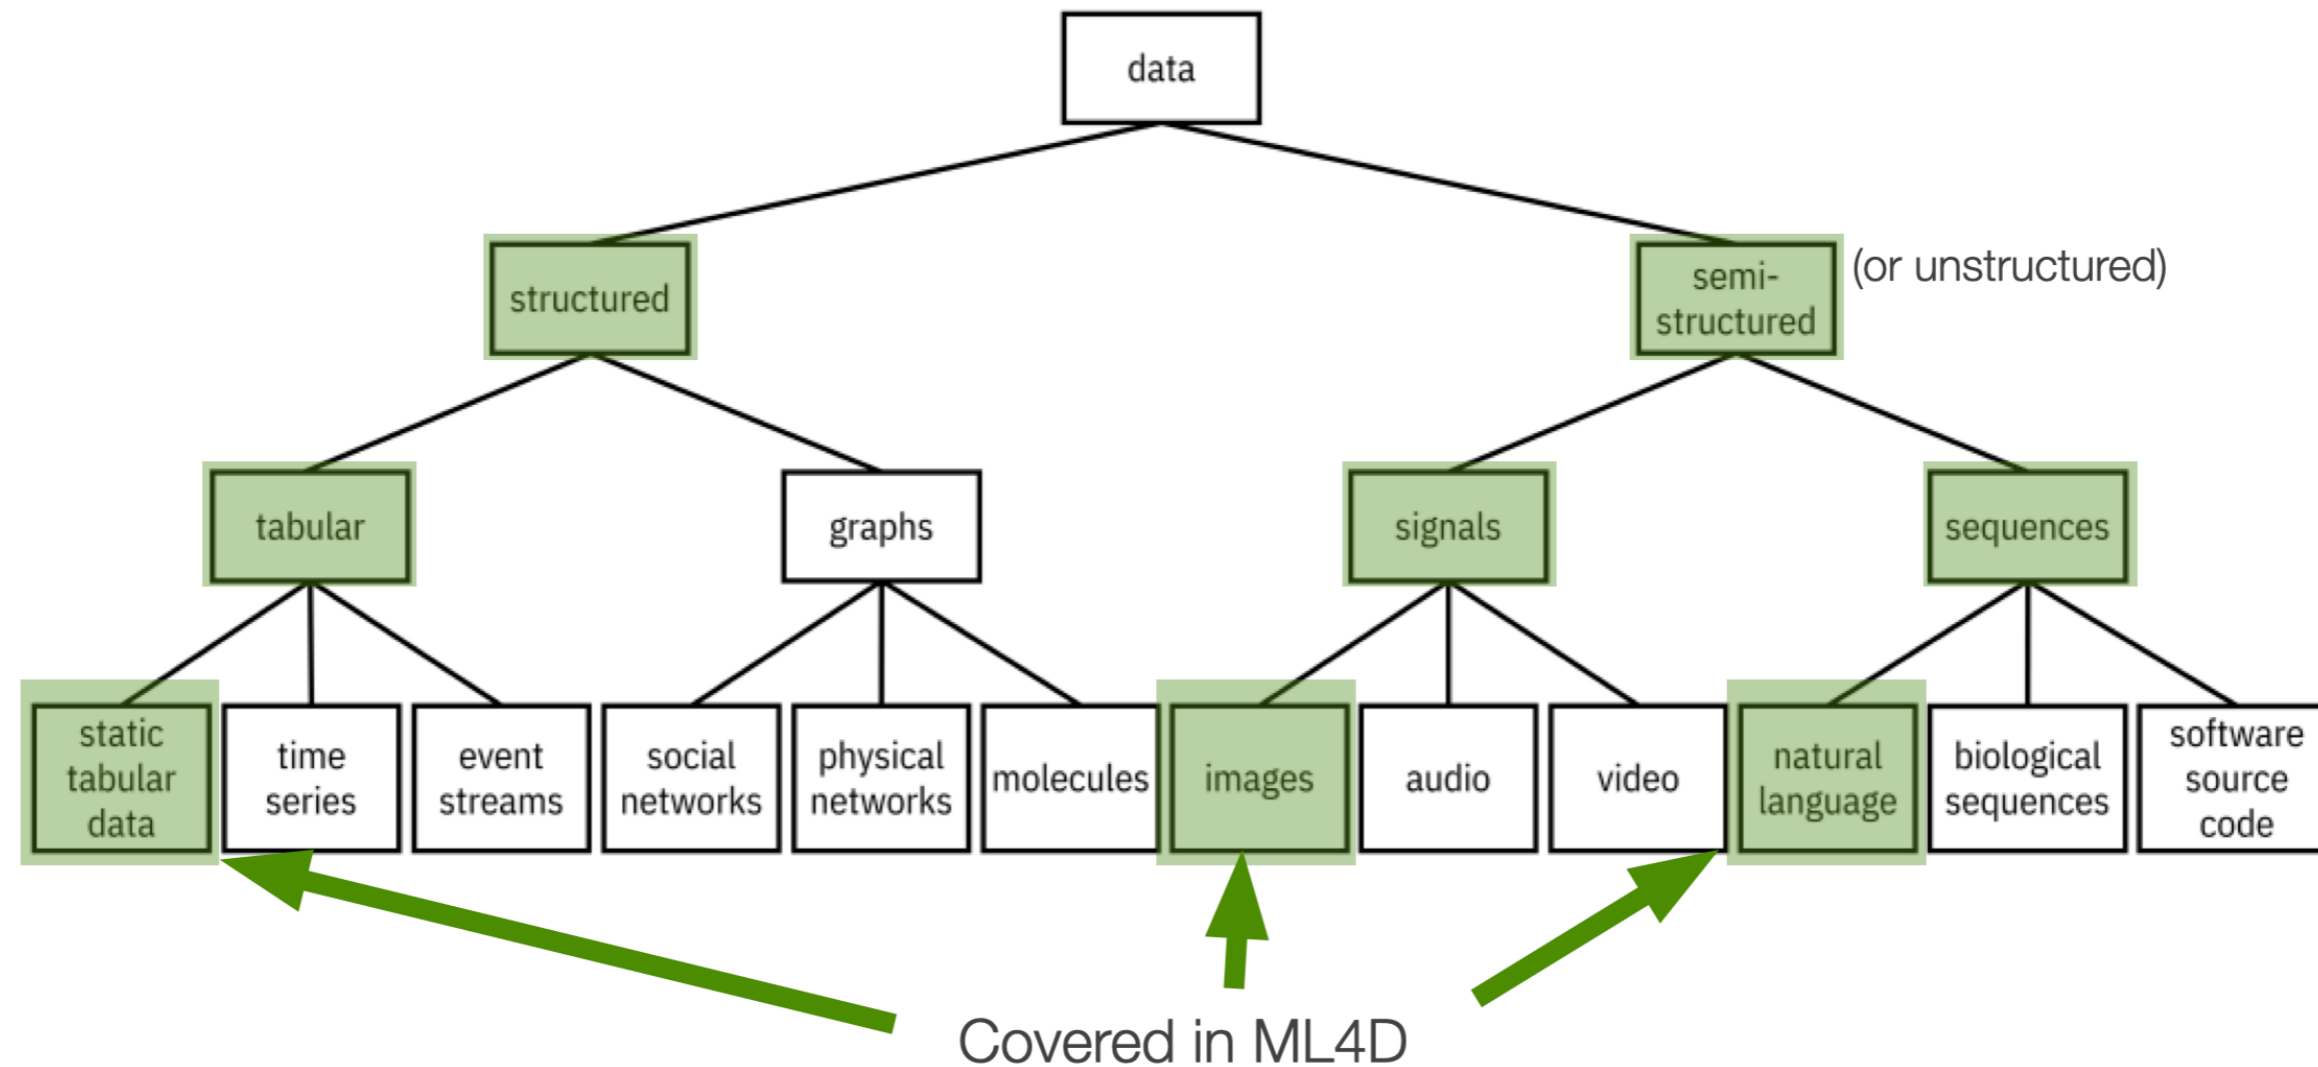 data
structured
semi-
structured
(or unstructured)
tabular
graphs
signals
sequences
static
tabular
data
time
series
event
streams
social
networks
physical
networks
molecules
images
audio
video
natural
language
biological
sequences
software
source
code
Covered in ML4D